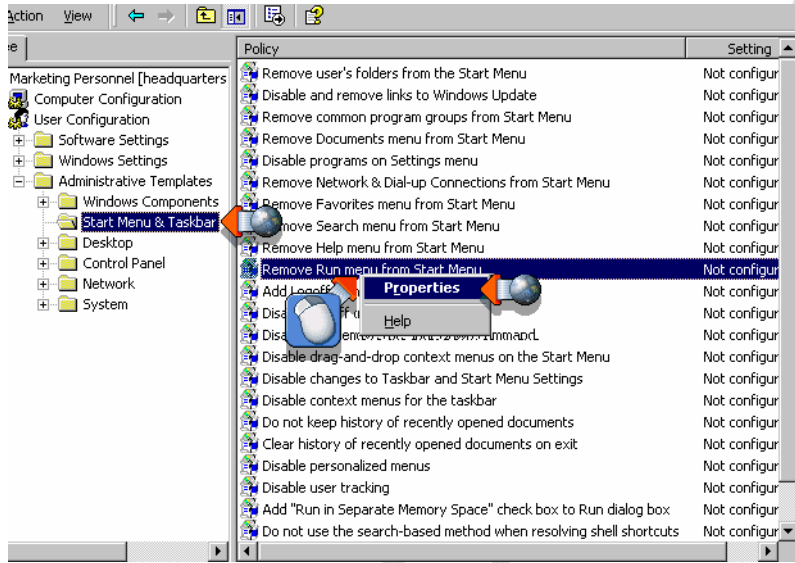 Action View
ee
Policy Setting
Marketing Personnel [headquarters
Computer Configuration
User Configuration
Software Settings
Windows Settings
Administrative Templates
Windows Components
Start Menu & Taskbar
Desktop
Control Panel
Network
System
Remove user's folders from the Start Menu Not configur
Disable and remove links to Windows Update Not configur
Remove common program groups from Start Menu Not configur
Remove Documents menu from Start Menu Not configur
Disable programs on Settings menu Not configur
Remove Network & Dial-up Connections from Start Menu Not configur
Remove Favorites menu from Start Menu Not configur
move Search menu from Start Menu Not configur
Remove Help menu from Start Menu Not configur
Remove Run menu from Start Menu Not configur
Add Not configur
Not configur
Not configur
Disable drag-and-drop context menus on the Start Menu Not configur
Disable changes to Taskbar and Start Menu Settings Not configur
Disable context menus for the taskbar Not configur
Do not keep history of recently opened documents Not configur
Clear history of recently opened documents on exit Not configur
Disable personalized menus Not configur
Disable user tracking Not configur
Add "Run in Separate Memory Space" check box to Run dialog box Not configur
Do not use the search-based method when resolving shell shortcuts Not configur
Properties
Help